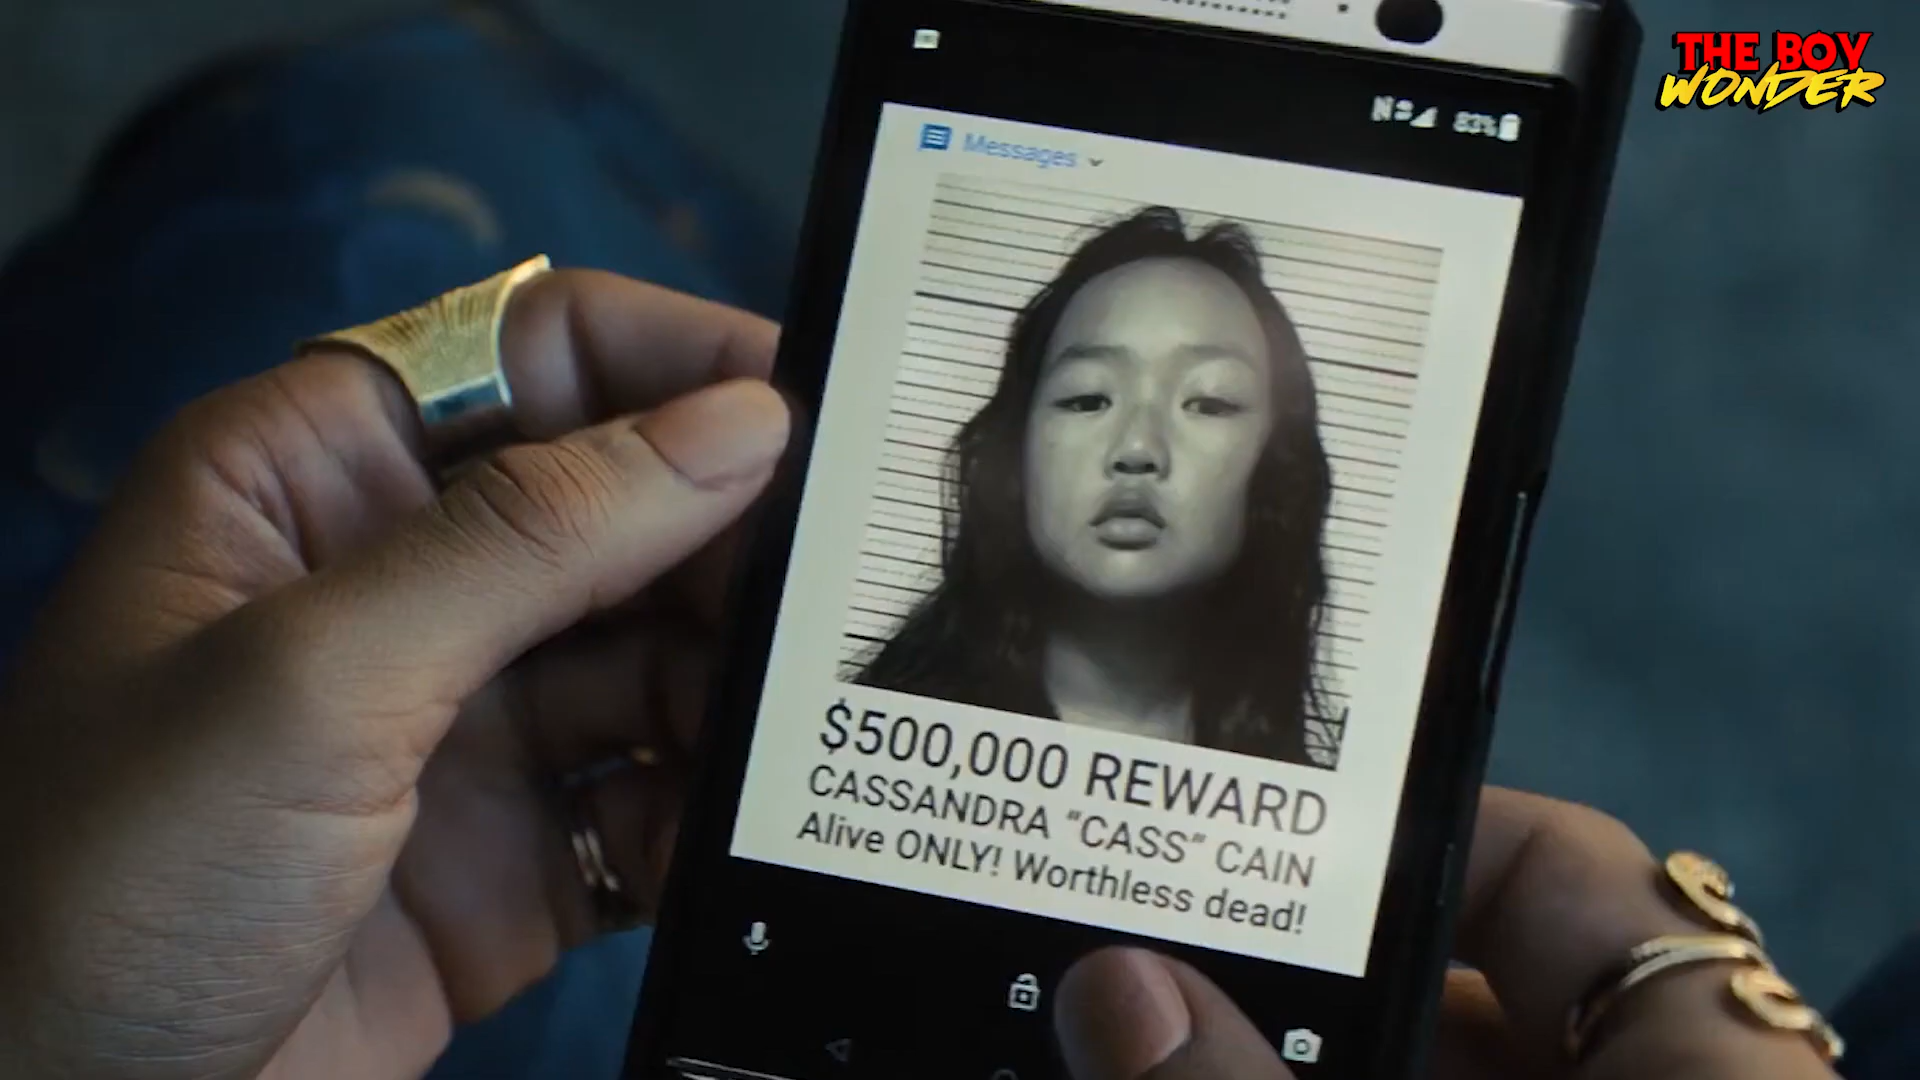 THE BOY
WONDER
83%
Messages
$500,000 REWARD
CASSANDRA "CASS" CAIN
Alive ONLY! Worthless dead!